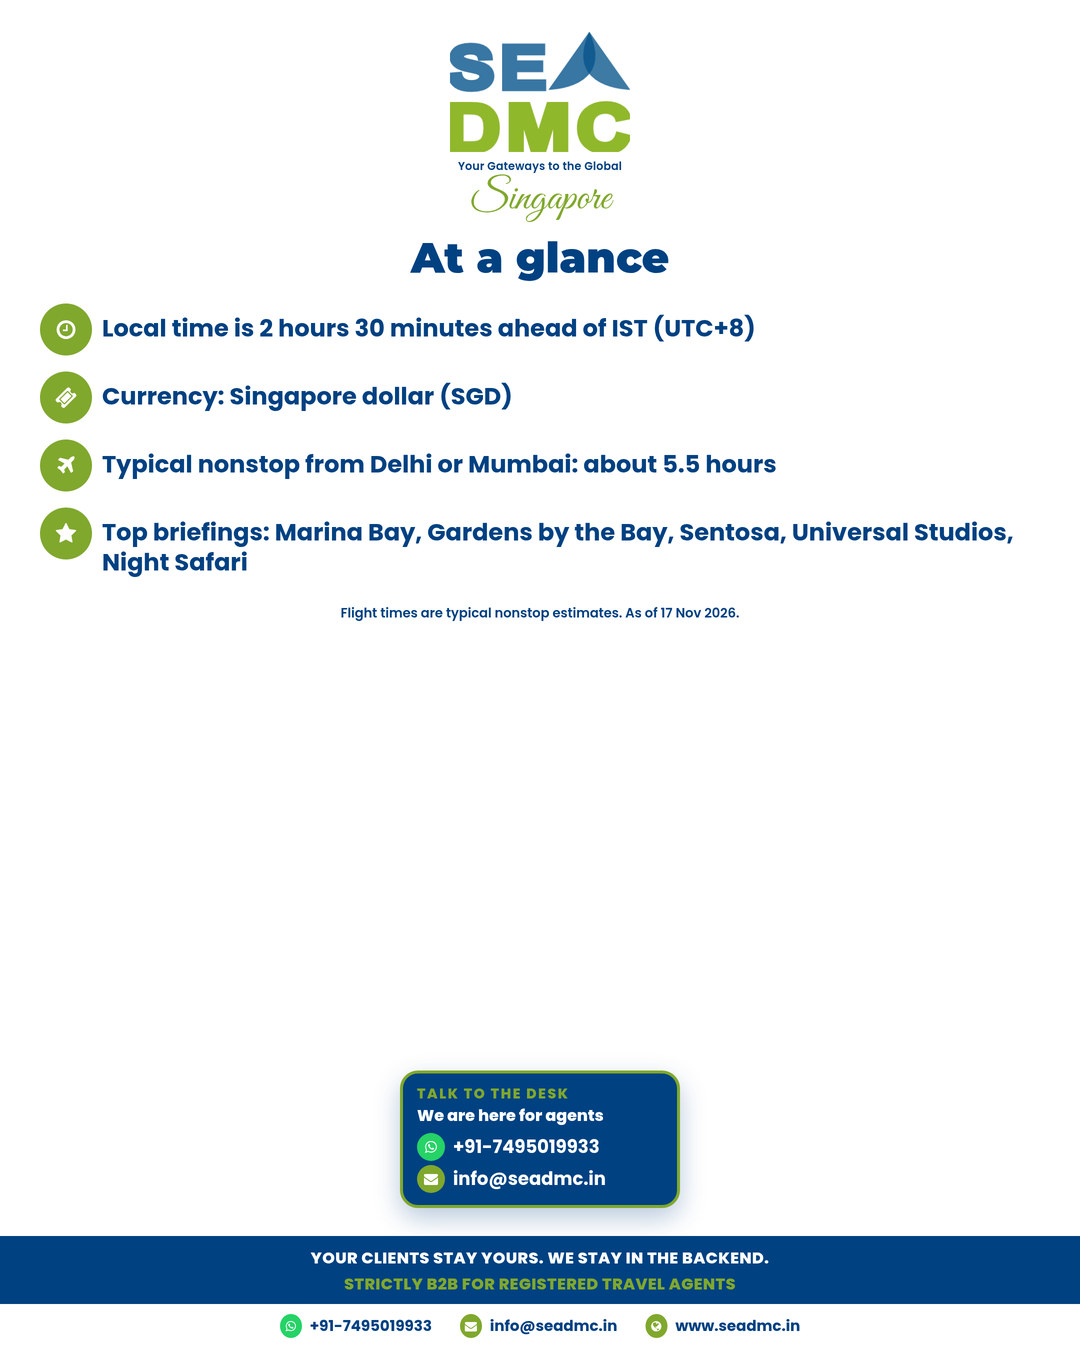 SEA
DMC
Your Gateways to the Global
Singapore
At a glance
Local time is 2 hours 30 minutes ahead of IST (UTC+8)
Currency: Singapore dollar (SGD)
Typical nonstop from Delhi or Mumbai: about 5.5 hours
Top briefings: Marina Bay, Gardens by the Bay, Sentosa, Universal Studios,
Night Safari
Flight times are typical nonstop estimates. As of 17 Nov 2026.
TALK TO THE DESK
We are here for agents
+91-7495019933
info@seadmc.in
YOUR CLIENTS STAY YOURS. WE STAY IN THE BACKEND.
STRICTLY B2B FOR REGISTERED TRAVEL AGENTS
+91-7495019933 info@seadmc.in www.seadmc.in